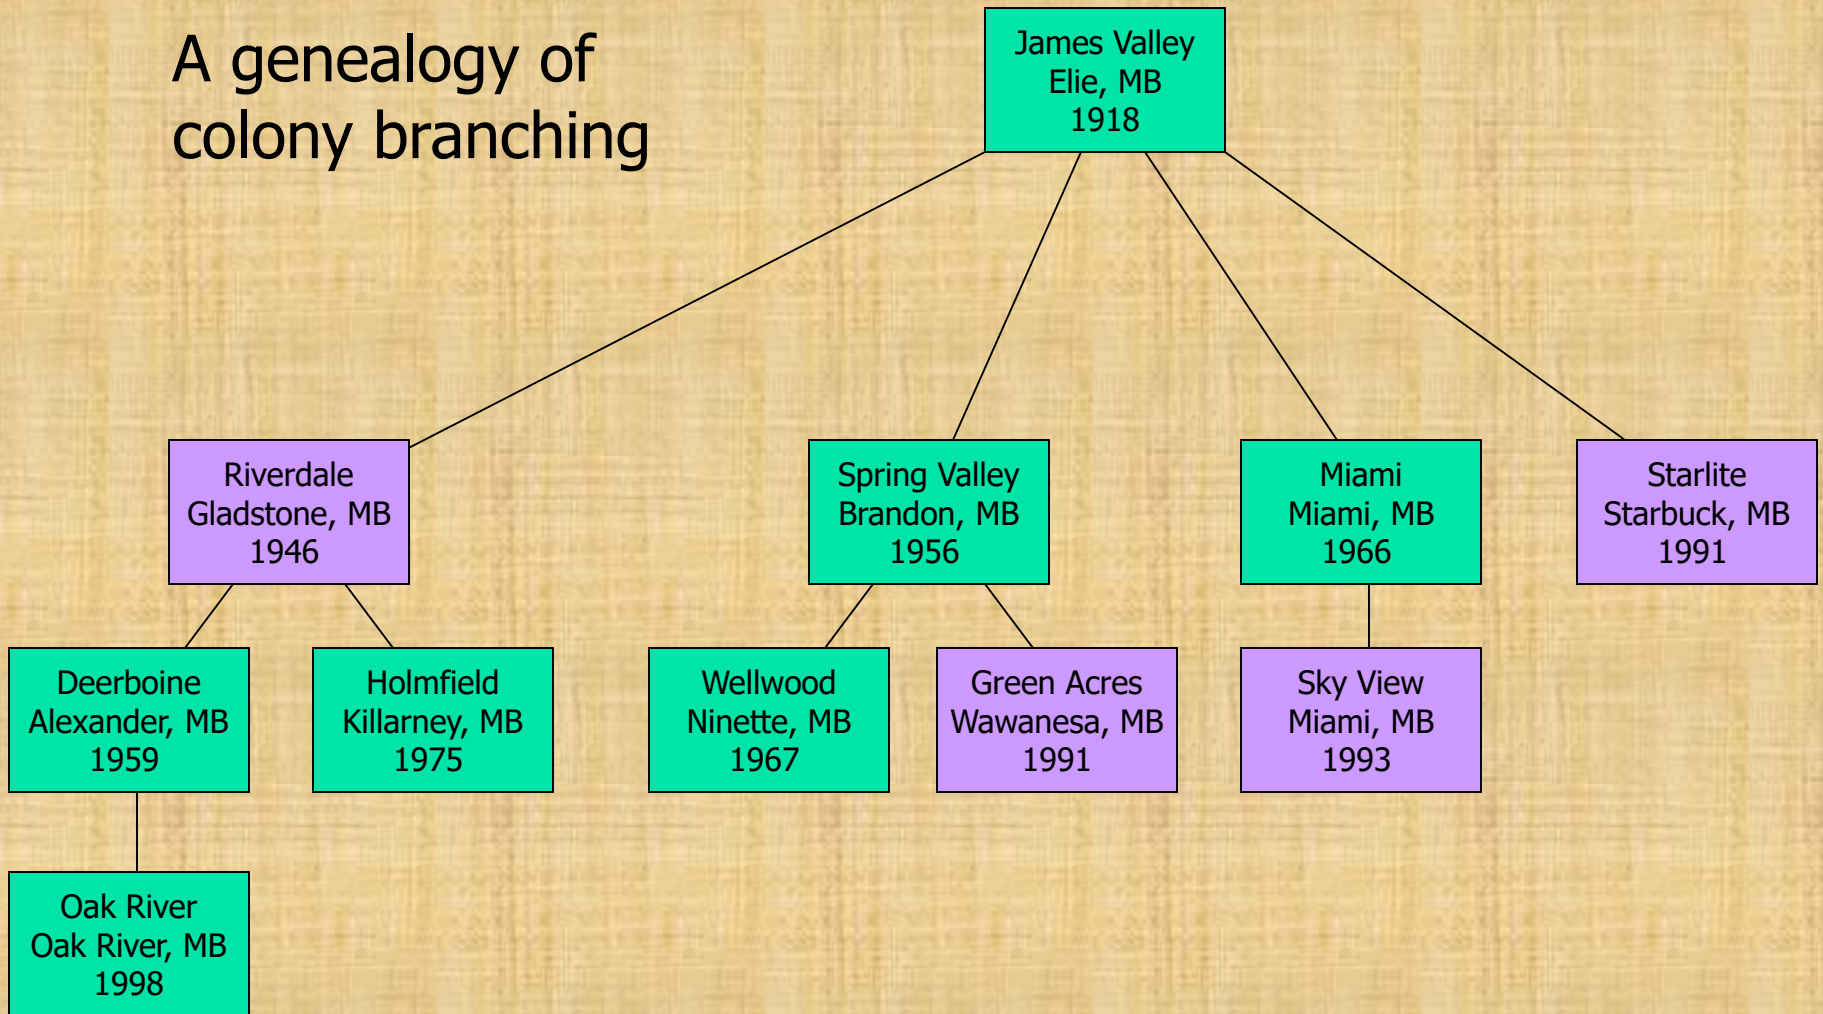 A genealogy of
colony branching
James Valley
Elie, MB
1918
Riverdale
Gladstone, MB
1946
Spring Valley
Brandon, MB
1956
Miami
Miami, MB
1966
Starlite
Starbuck, MB
1991
Deerboine
Alexander, MB
1959
Holmfield
Killarney, MB
1975
Wellwood
Ninette, MB
1967
Green Acres
Wawanesa, MB
1991
Sky View
Miami, MB
1993
Oak River
Oak River, MB
1998